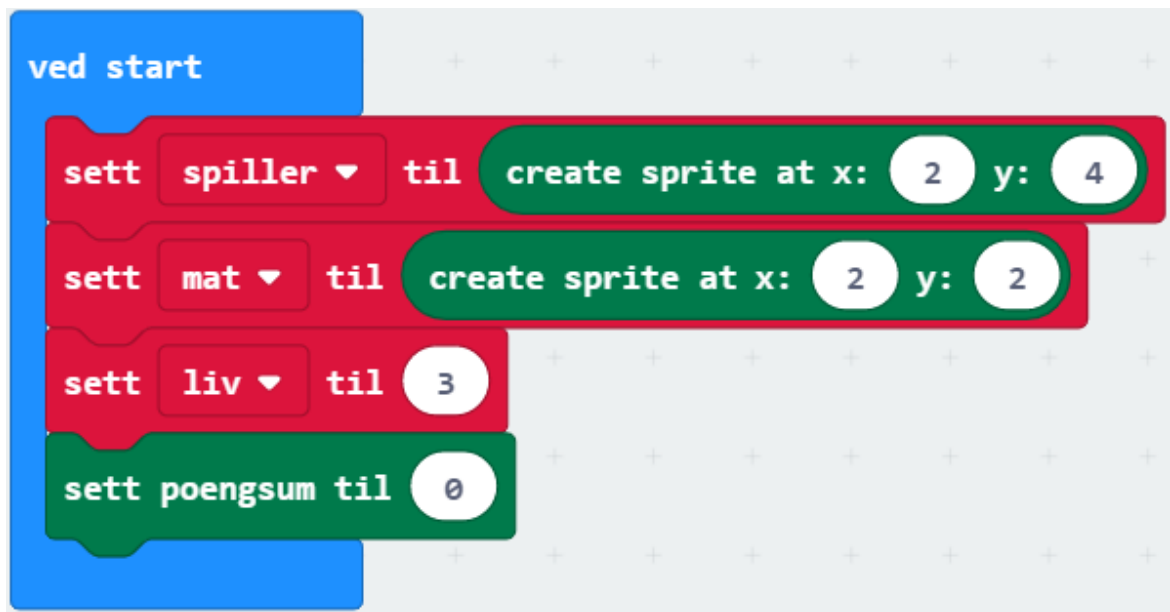 ved start
sett spiller til create sprite at x: 2 y: 4
sett mat til create sprite at x: 2 y: 2
sett liv til 3
sett poengsum til 0